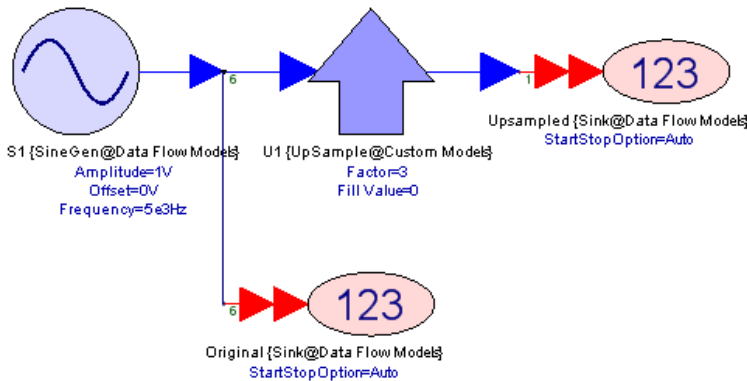 6
1
123
S1 {SineGen@Data Flow Models}
Amplitude=1V
Offset=0V
Frequency=5e3Hz
U1 {UpSample@Custom Models}
Factor=3
Fill Value=0
Upsampled {Sink@Data Flow Models}
StartStopOption=Auto
6
123
Original {Sink@Data Flow Models}
StartStopOption=Auto